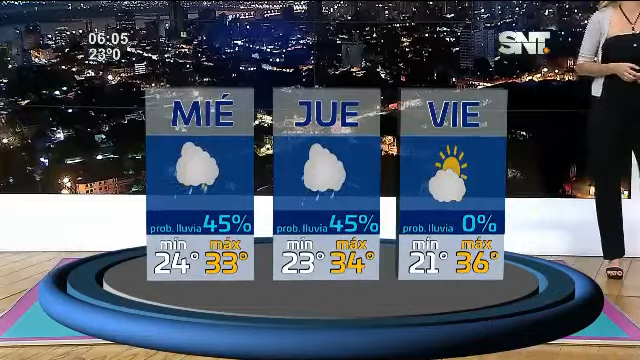 06:05
23°0
SNT.
MIÉ
prob. lluvia 45%
mín máx
24° 33°
JUE
prob. lluvia 45%
mín máx
23° 34°
VIE
prob. lluvia 0%
mín máx
21° 36°